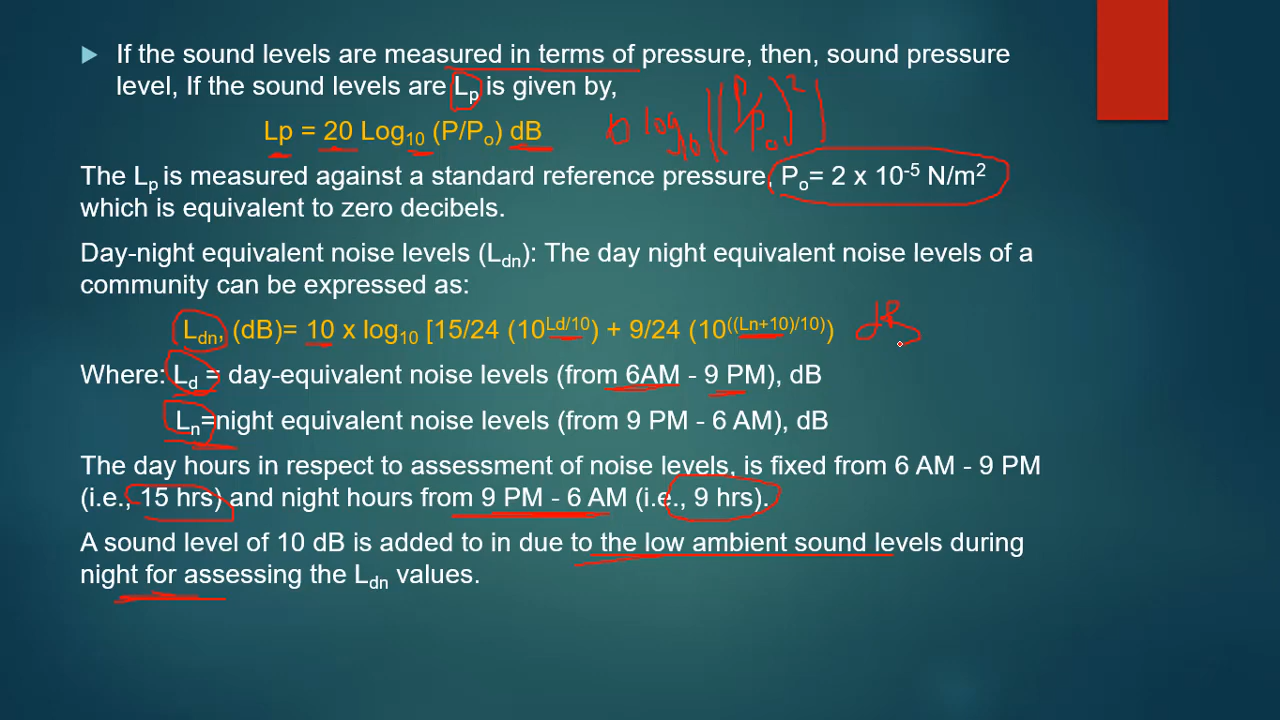 If the sound levels are measured in terms of pressure, then, sound pressure
level, If the sound levels are Lp is given by,
Lp = 20 Log10 (P/Po) dB
log10 ((P/Po)2)
The Lp is measured against a standard reference pressure, Po= 2 x 10-5 N/m2
which is equivalent to zero decibels.
Day-night equivalent noise levels (Ldn): The day night equivalent noise levels of a
community can be expressed as:
Ldn, (dB)= 10 x log10 [15/24 (10Ld/10) + 9/24 (10((Ln+10)/10))
Where: Ld = day-equivalent noise levels (from 6AM - 9 PM), dB
Ln=night equivalent noise levels (from 9 PM - 6 AM), dB
The day hours in respect to assessment of noise levels, is fixed from 6 AM - 9 PM
(i.e., 15 hrs) and night hours from 9 PM - 6 AM (i.e., 9 hrs).
A sound level of 10 dB is added to in due to the low ambient sound levels during
night for assessing the Ldn values.